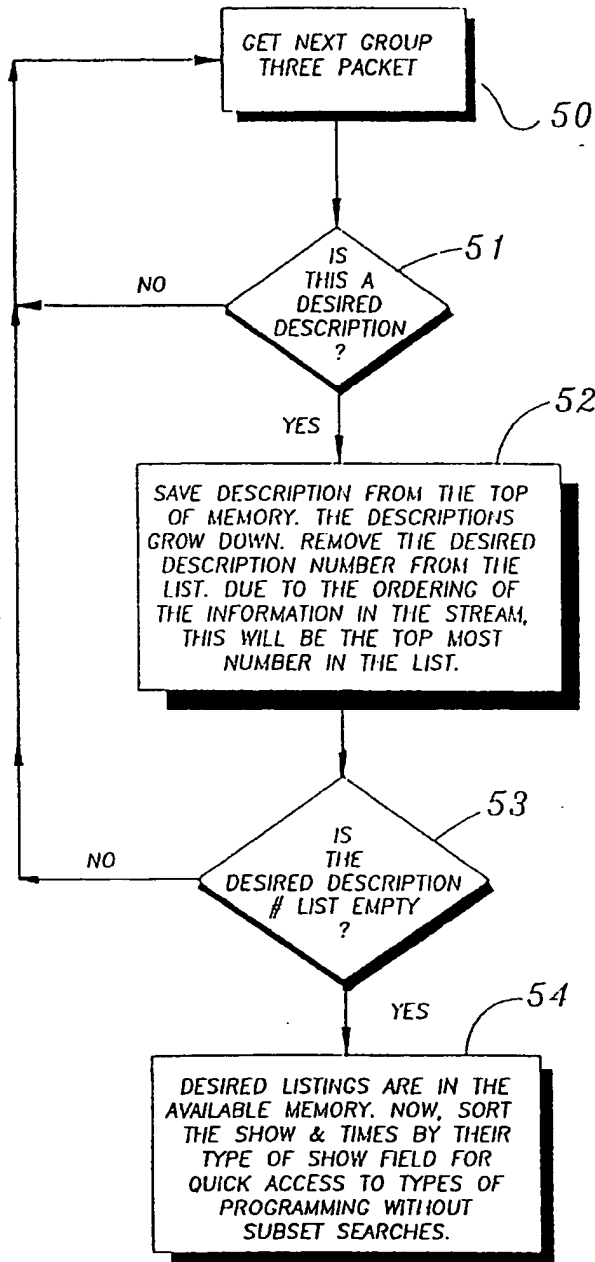 GET NEXT GROUP
THREE PACKET
50
51
IS
THIS A
DESIRED
DESCRIPTION
?
NO
YES
52
SAVE DESCRIPTION FROM THE TOP
OF MEMORY. THE DESCRIPTIONS
GROW DOWN. REMOVE THE DESIRED
DESCRIPTION NUMBER FROM THE
LIST. DUE TO THE ORDERING OF
THE INFORMATION IN THE STREAM,
THIS WILL BE THE TOP MOST
NUMBER IN THE LIST.
53
IS
THE
DESIRED DESCRIPTION
# LIST EMPTY
?
NO
YES
54
DESIRED LISTINGS ARE IN THE
AVAILABLE MEMORY. NOW, SORT
THE SHOW & TIMES BY THEIR
TYPE OF SHOW FIELD FOR
QUICK ACCESS TO TYPES OF
PROGRAMMING WITHOUT
SUBSET SEARCHES.